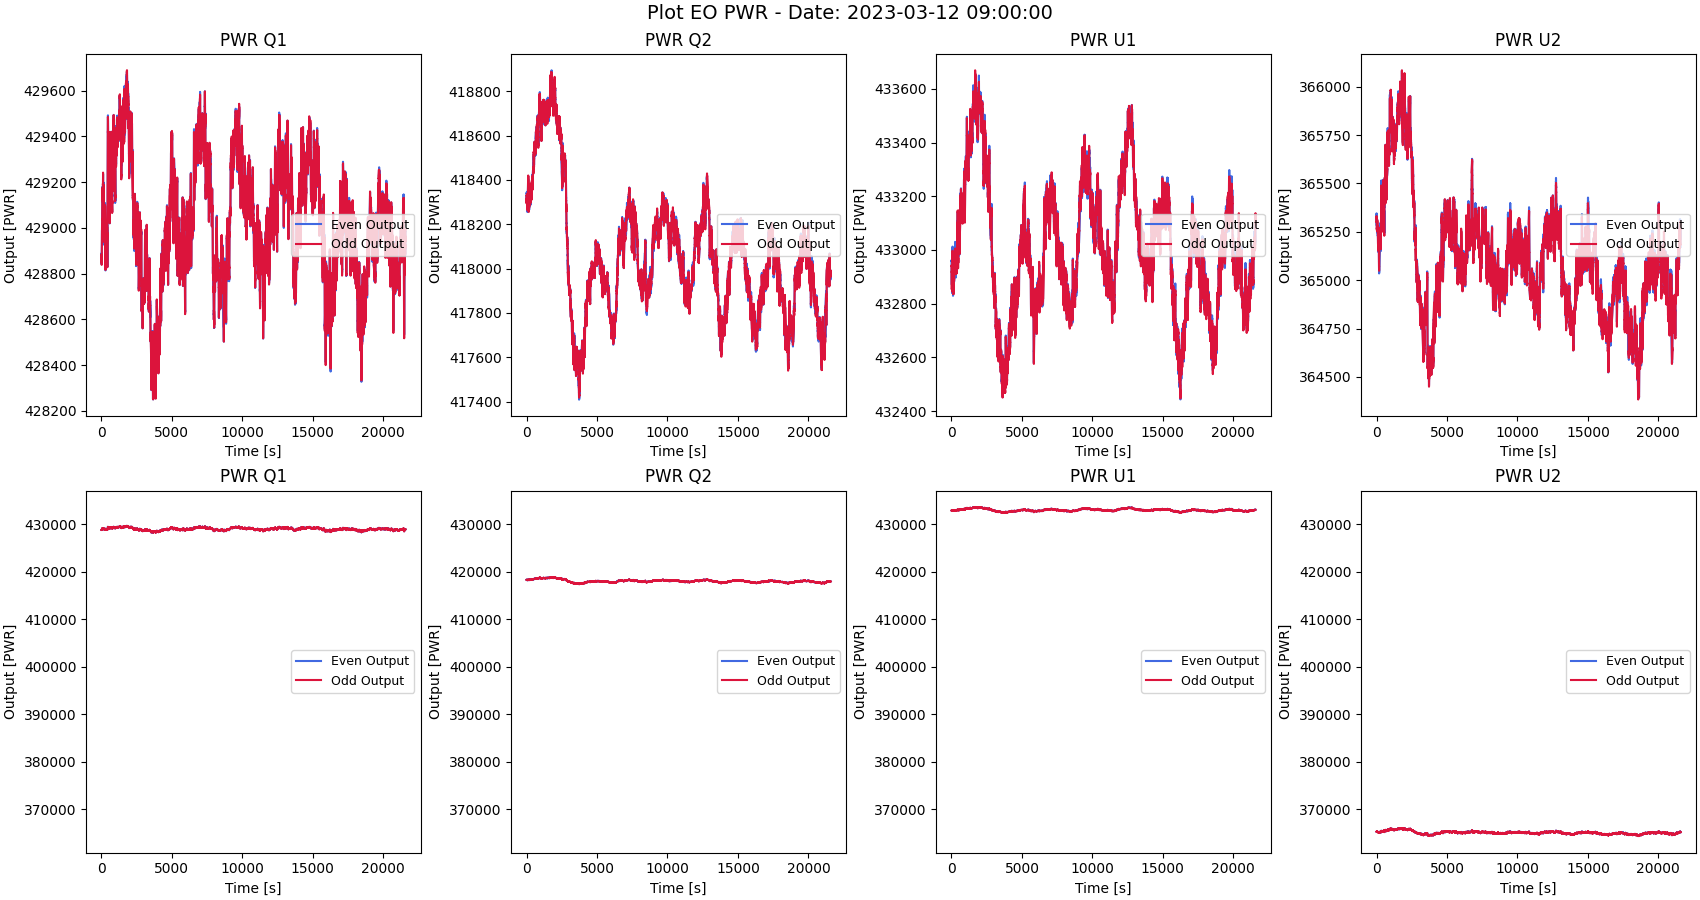 Plot EO PWR - Date: 2023-03-12 09:00:00
PWR Q1
Output [PWR]
429600
429400
429200
429000
428800
428600
428400
428200
0 5000 10000 15000 20000
Time [s]
Even Output
Odd Output
PWR Q2
Output [PWR]
418800
418600
418400
418200
418000
417800
417600
417400
0 5000 10000 15000 20000
Time [s]
Even Output
Odd Output
PWR U1
Output [PWR]
433600
433400
433200
433000
432800
432600
432400
0 5000 10000 15000 20000
Time [s]
Even Output
Odd Output
PWR U2
Output [PWR]
366000
365750
365500
365250
365000
364750
364500
0 5000 10000 15000 20000
Time [s]
Even Output
Odd Output
PWR Q1
Output [PWR]
430000
420000
410000
400000
390000
380000
370000
0 5000 10000 15000 20000
Time [s]
Even Output
Odd Output
PWR Q2
Output [PWR]
430000
420000
410000
400000
390000
380000
370000
0 5000 10000 15000 20000
Time [s]
Even Output
Odd Output
PWR U1
Output [PWR]
430000
420000
410000
400000
390000
380000
370000
0 5000 10000 15000 20000
Time [s]
Even Output
Odd Output
PWR U2
Output [PWR]
430000
420000
410000
400000
390000
380000
370000
0 5000 10000 15000 20000
Time [s]
Even Output
Odd Output